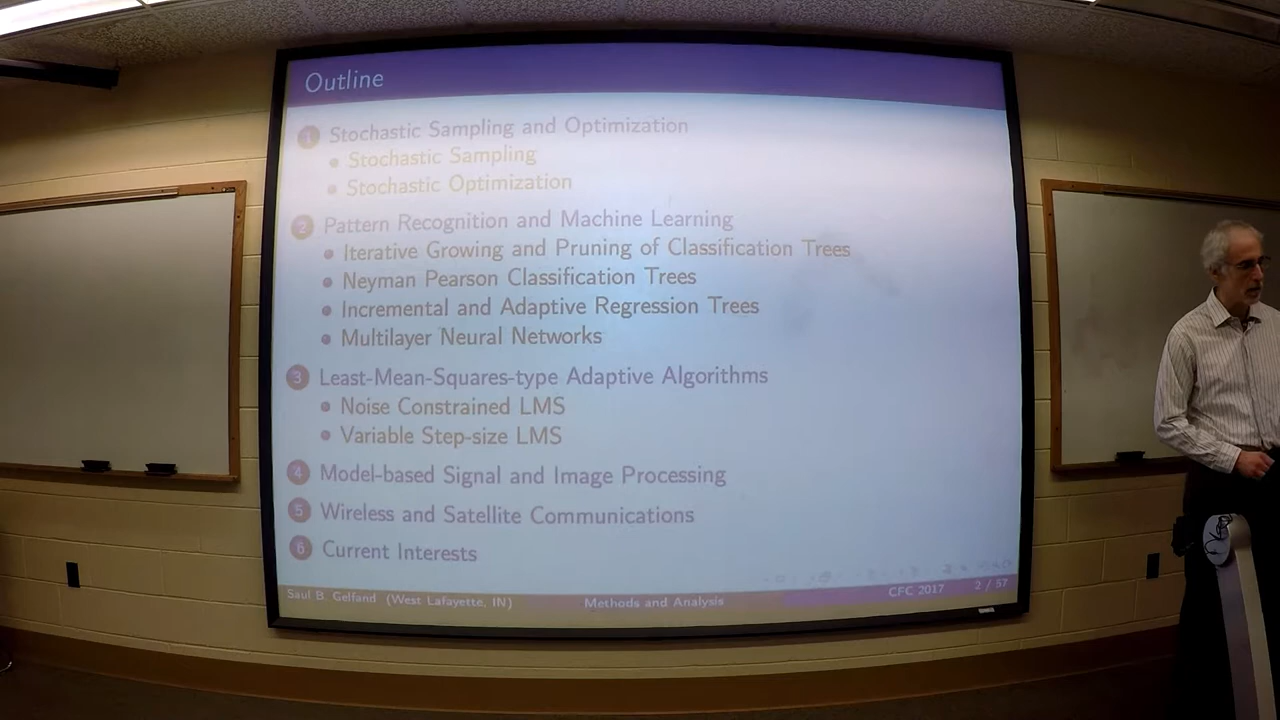 Outline
1 Stochastic Sampling and Optimization
• Stochastic Sampling
• Stochastic Optimization
2 Pattern Recognition and Machine Learning
• Iterative Growing and Pruning of Classification Trees
• Neyman Pearson Classification Trees
• Incremental and Adaptive Regression Trees
• Multilayer Neural Networks
3 Least-Mean-Squares-type Adaptive Algorithms
• Noise Constrained LMS
• Variable Step-size LMS
4 Model-based Signal and Image Processing
5 Wireless and Satellite Communications
6 Current Interests
Saul B. Gelfand (West Lafayette, IN) Methods and Analysis CFC 2017 2 / 57